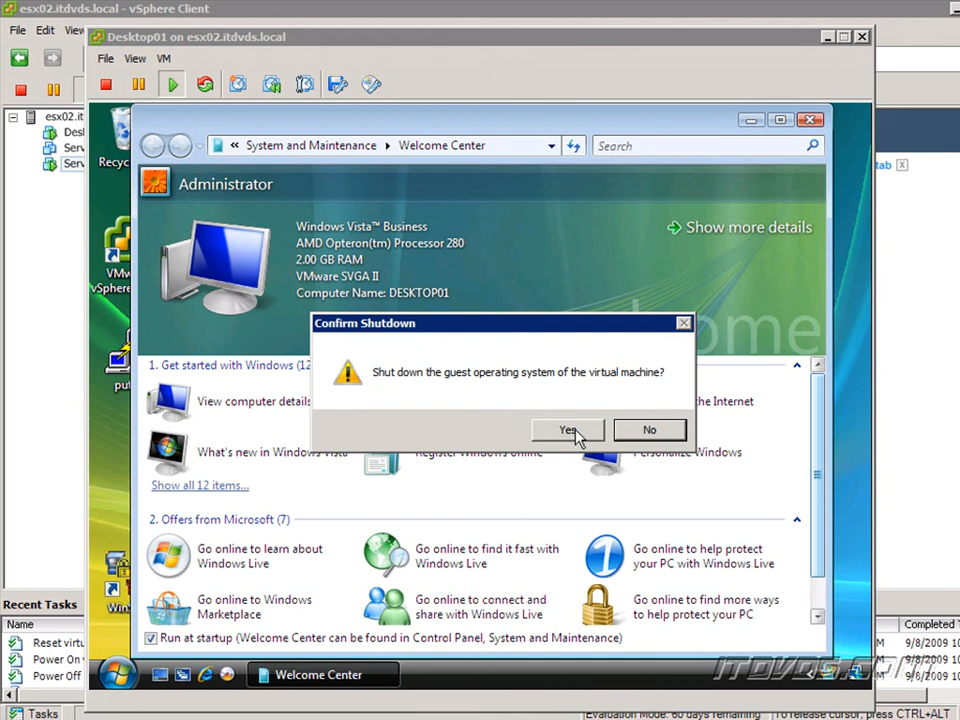 esx02.itdvds.local - vSphere Client
File Edit View
Desktop01 on esx02.itdvds.local
File View VM
esx02.it
Des
Serv
Serv
tab
Recyc
System and Maintenance
Welcome Center
Search
Administrator
Windows Vista™ Business
AMD Opteron(tm) Processor 280
2.00 GB RAM
VMware SVGA II
Computer Name: DESKTOP01
Show more details
VMw
vSphere
ome
Confirm Shutdown
Shut down the guest operating system of the virtual machine?
Yes
No
put
1. Get started with Windows (12
View computer details
the Internet
What's new in Windows Vista
Register Windows online
Personalize Windows
Show all 12 items...
2. Offers from Microsoft (7)
Go online to learn about
Windows Live
Go online to find it fast with
Windows Live
Go online to help protect
your PC with Windows Live
Go online to Windows
Marketplace
Go online to connect and
share with Windows Live
Go online to find more ways
to help protect your PC
Win
Run at startup (Welcome Center can be found in Control Panel, System and Maintenance)
Welcome Center
Recent Tasks
Name
Completed T
Reset virtu
9/8/2009
Power On
9/8/2009
Power Off
9/8/2009
ITDVDS.COM
Tasks
Evaluation Mode: 60 days remaining
To release cursor, press CTRL+ALT